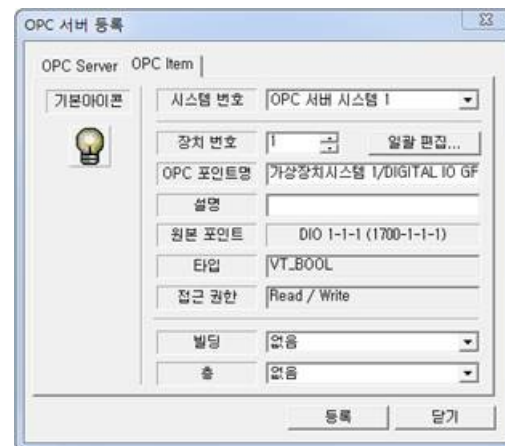 OPC 서버 등록
OPC Server OPC Item
기본아이콘
시스템 번호 OPC 서버 시스템 1
장치 번호 1 일괄 편집...
OPC 포인트명 가상장치시스템 1/DIGITAL IO GF
설명
원본 포인트 DIO 1-1-1 (1700-1-1-1)
타입 VT_BOOL
접근 권한 Read / Write
빌딩 없음
층 없음
등록 닫기